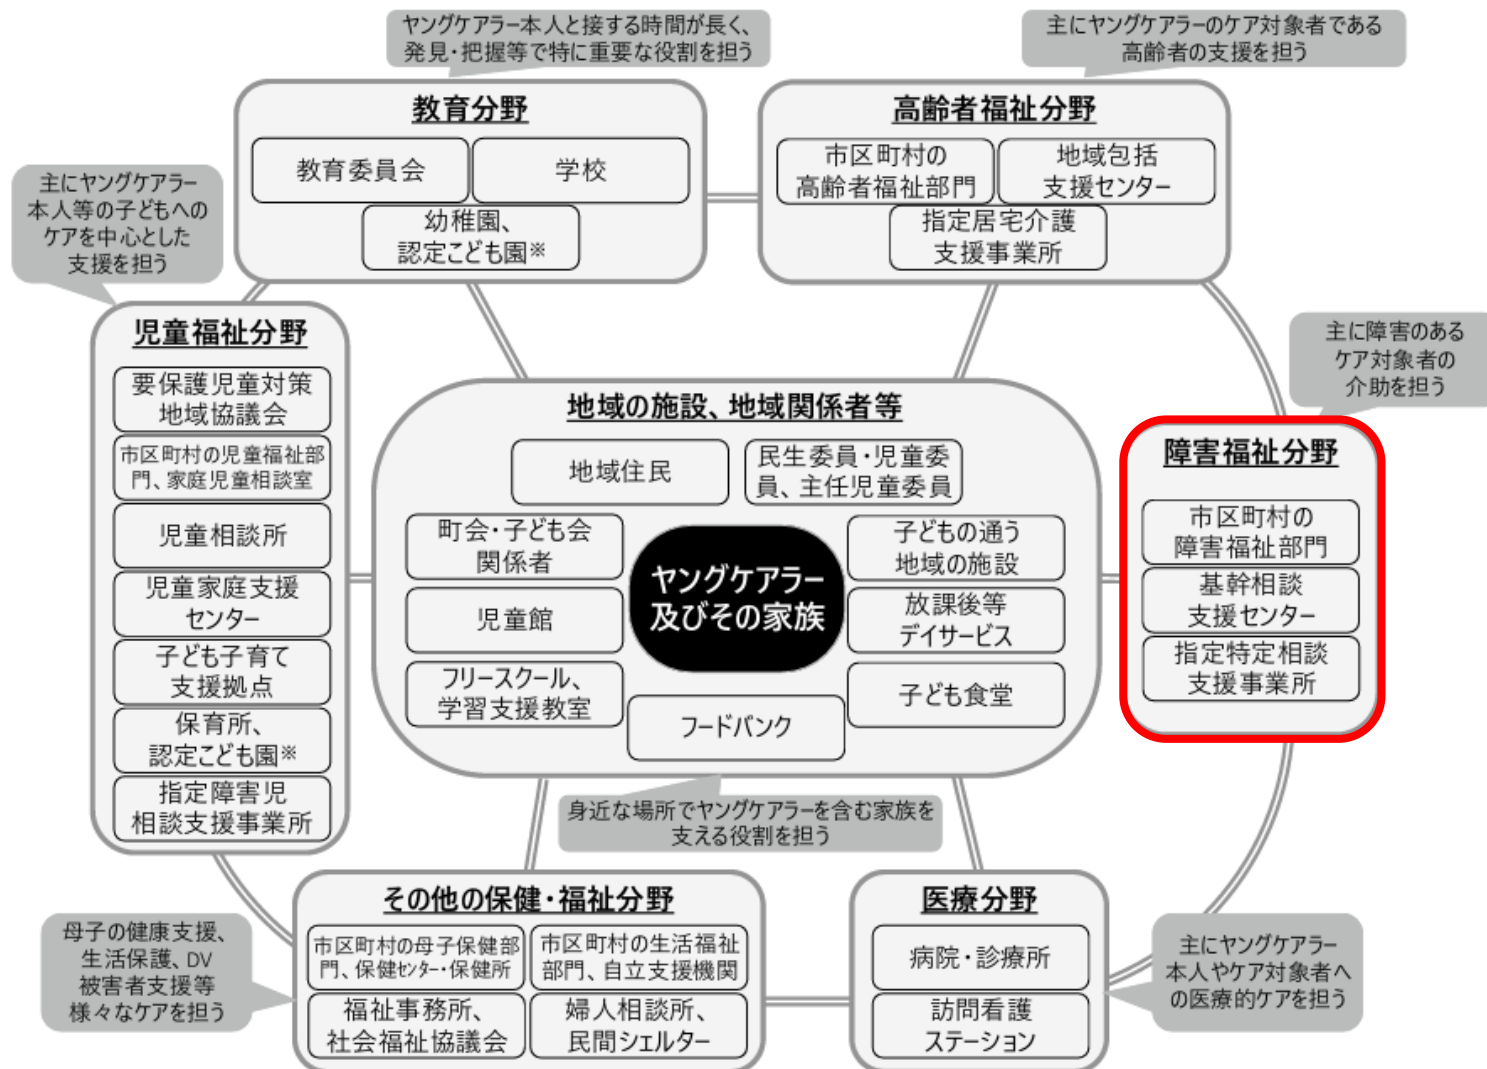 ヤングケアラー本人と接する時間が長く、
発見・把握等で特に重要な役割を担う
主にヤングケアラーのケア対象者である
高齢者の支援を担う
教育分野
教育委員会
学校
幼稚園、
認定こども園※
高齢者福祉分野
市区町村の
高齢者福祉部門
地域包括
支援センター
指定居宅介護
支援事業所
主にヤングケアラー
本人等の子どもへの
ケアを中心とした
支援を担う
児童福祉分野
要保護児童対策
地域協議会
市区町村の児童福祉部
門、家庭児童相談室
児童相談所
児童家庭支援
センター
子ども子育て
支援拠点
保育所、
認定こども園※
指定障害児
相談支援事業所
地域の施設、地域関係者等
地域住民
民生委員・児童委
員、主任児童委員
町会・子ども会
関係者
児童館
フリースクール、
学習支援教室
ヤングケアラー
及びその家族
子どもの通う
地域の施設
放課後等
デイサービス
子ども食堂
フードバンク
身近な場所でヤングケアラーを含む家族を
支える役割を担う
主に障害のある
ケア対象者の
介助を担う
障害福祉分野
市区町村の
障害福祉部門
基幹相談
支援センター
指定特定相談
支援事業所
その他の保健・福祉分野
市区町村の母子保健部
門、保健センター・保健所
市区町村の生活福祉
部門、自立支援機関
福祉事務所、
社会福祉協議会
婦人相談所、
民間シェルター
母子の健康支援、
生活保護、DV
被害者支援等
様々なケアを担う
医療分野
病院・診療所
訪問看護
ステーション
主にヤングケアラー
本人やケア対象者へ
の医療的ケアを担う